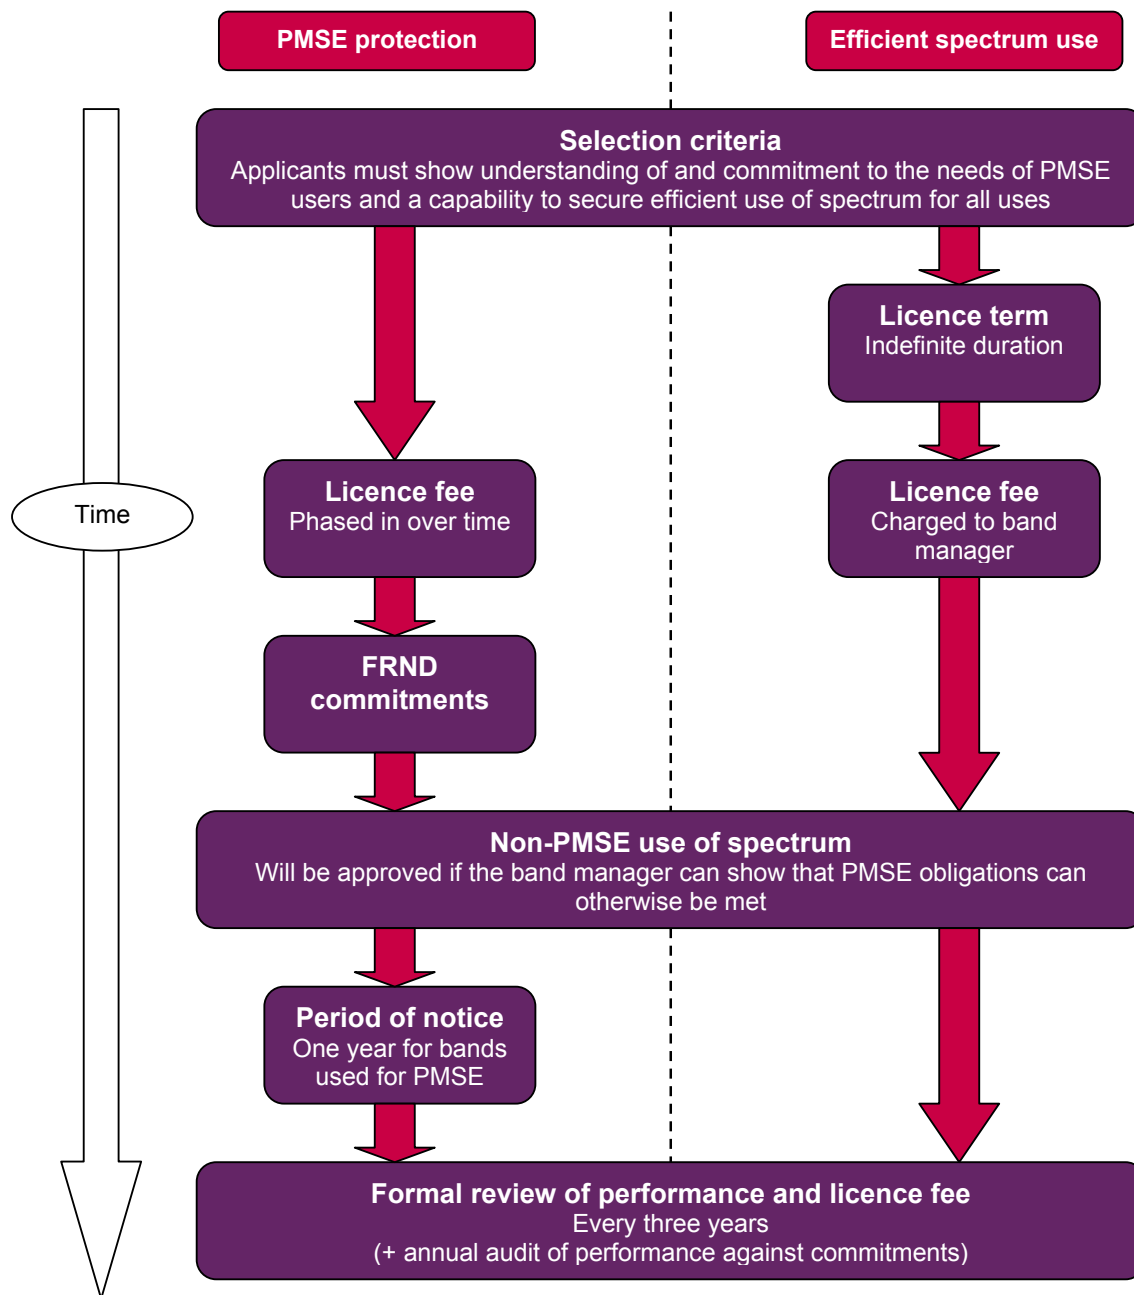 PMSE protection
Efficient spectrum use
Selection criteria
Applicants must show understanding of and commitment to the needs of PMSE
users and a capability to secure efficient use of spectrum for all uses
Licence term
Indefinite duration
Time
Licence fee
Phased in over time
Licence fee
Charged to band
manager
FRND
commitments
Non-PMSE use of spectrum
Will be approved if the band manager can show that PMSE obligations can
otherwise be met
Period of notice
One year for bands
used for PMSE
Formal review of performance and licence fee
Every three years
(+ annual audit of performance against commitments)